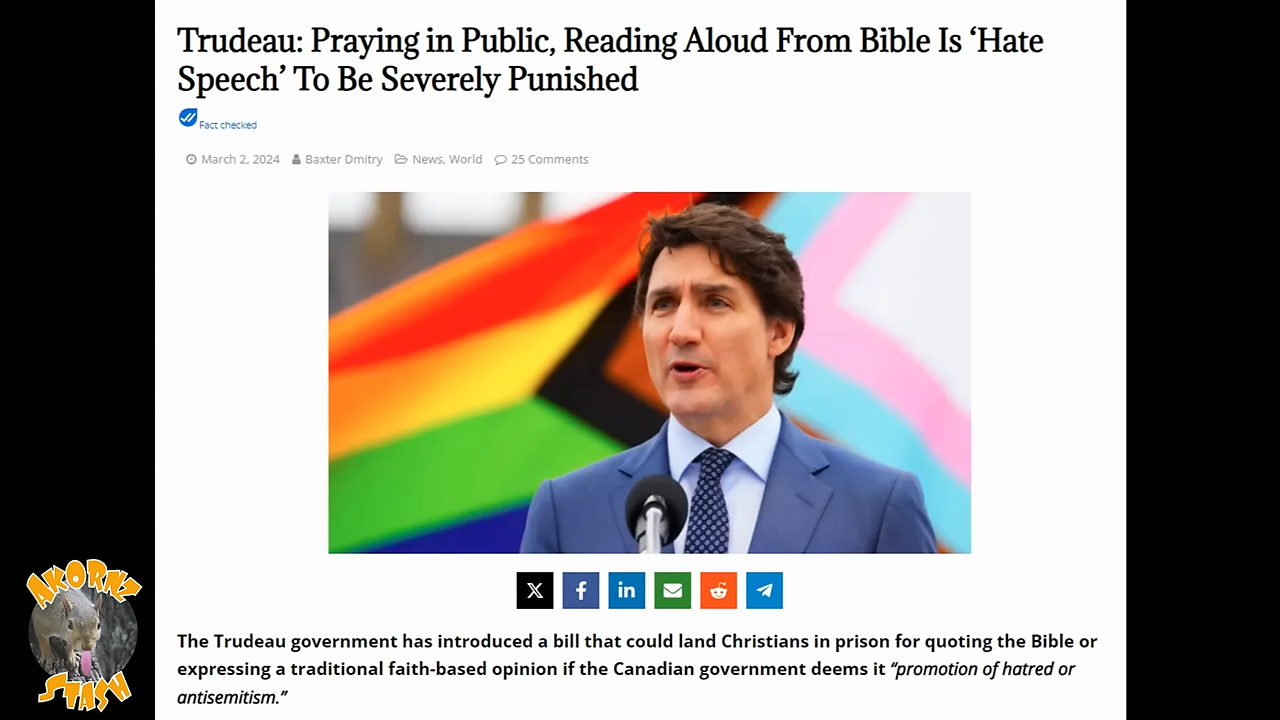 Trudeau: Praying in Public, Reading Aloud From Bible Is ‘Hate
Speech’ To Be Severely Punished
Fact checked
March 2, 2024 Baxter Dmitry News, World 25 Comments
The Trudeau government has introduced a bill that could land Christians in prison for quoting the Bible or
expressing a traditional faith-based opinion if the Canadian government deems it “promotion of hatred or
antisemitism.”
AKORNZ
STASH